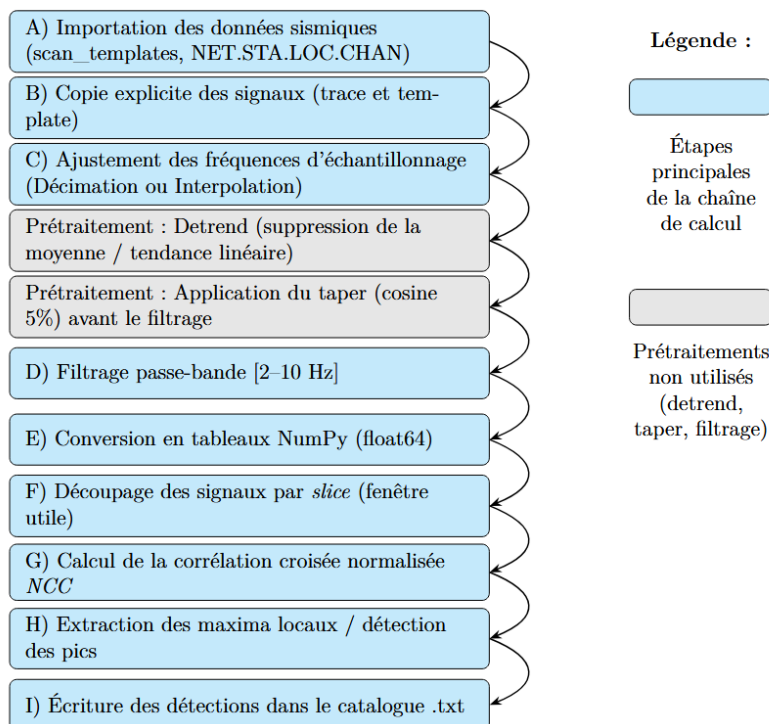 A) Importation des données sismiques
(scan_templates, NET.STA.LOC.CHAN)
B) Copie explicite des signaux (trace et tem-
plate)
C) Ajustement des fréquences d'échantillonnage
(Décimation ou Interpolation)
Prétraitement : Detrend (suppression de la
moyenne / tendance linéaire)
Prétraitement : Application du taper (cosine
5%) avant le filtrage
D) Filtrage passe-bande [2–10 Hz]
E) Conversion en tableaux NumPy (float64)
F) Découpage des signaux par slice (fenêtre
utile)
G) Calcul de la corrélation croisée normalisée
NCC
H) Extraction des maxima locaux / détection
des pics
I) Écriture des détections dans le catalogue .txt
Légende :
Étapes
principales
de la chaîne
de calcul
Prétraitements
non utilisés
(detrend,
taper, filtrage)